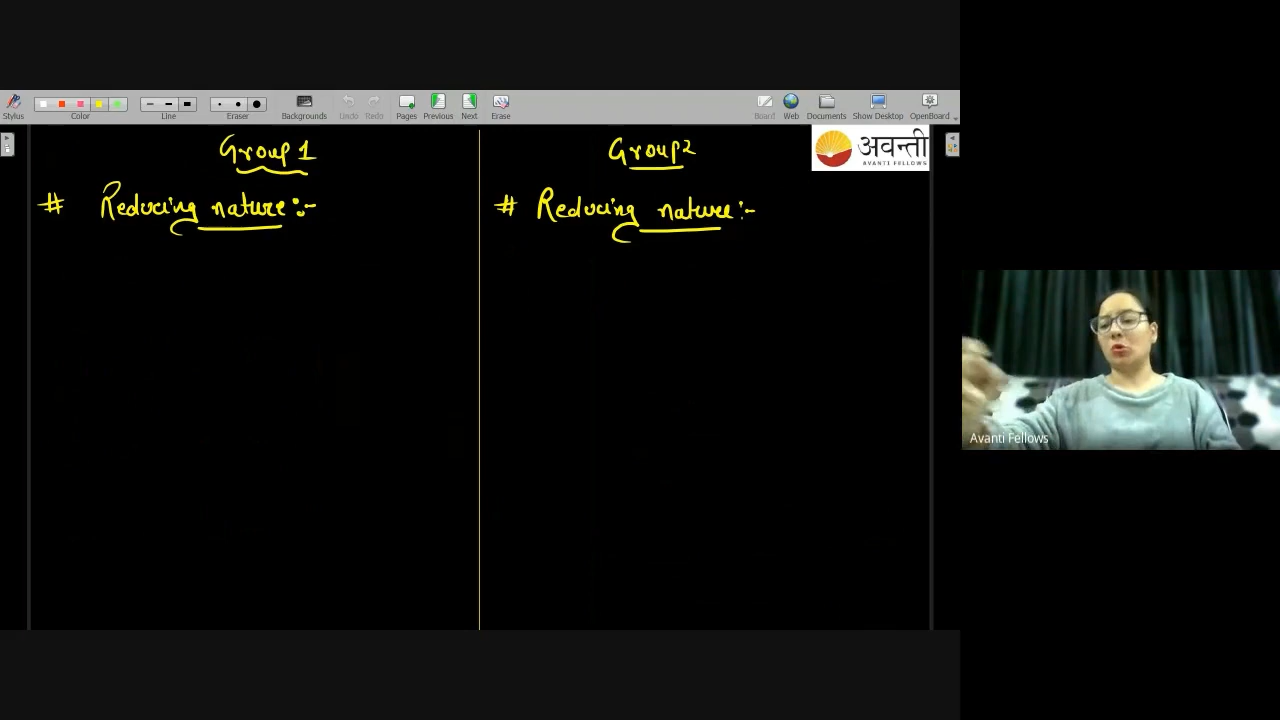 Stylus
Color
Line
Eraser
Backgrounds
Undo
Redo
Pages
Previous
Next
Erase
Board
Web
Documents
Show Desktop
OpenBoard
Group 1
# Reducing nature :-
Group 2
# Reducing nature :-
अवन्ती
AVANTI FELLOWS
Avanti Fellows